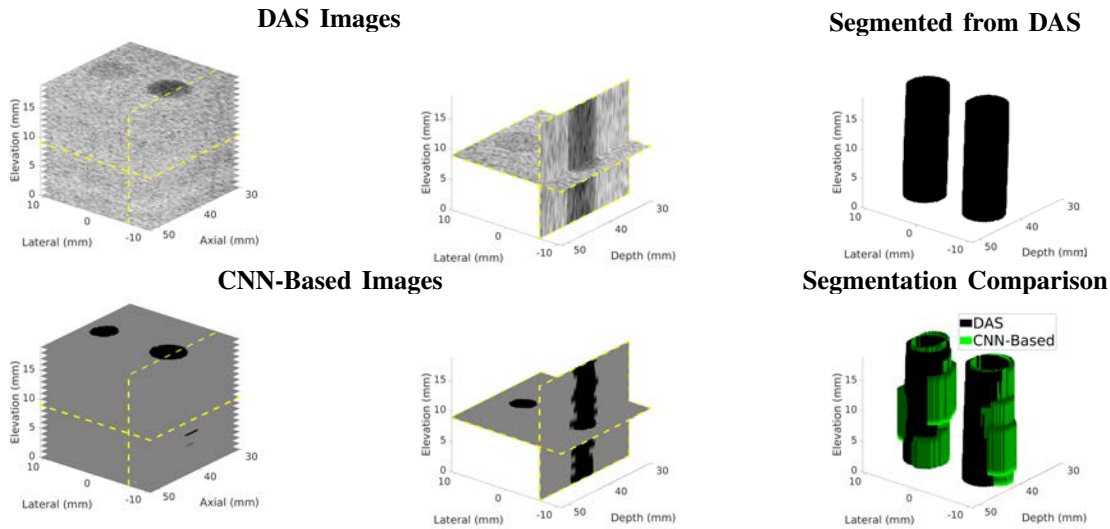 DAS Images
Segmented from DAS
Elevation (mm)
15
10
5
0
10
0
-10
Lateral (mm)
50
40
30
Axial (mm)
Elevation (mm)
15
10
5
0
10
0
-10
Lateral (mm)
50
40
30
Depth (mm)
Elevation (mm)
15
10
5
0
10
0
-10
Lateral (mm)
50
40
30
Depth (mm)
CNN-Based Images
Segmentation Comparison
Elevation (mm)
15
10
5
0
10
0
-10
Lateral (mm)
50
40
30
Axial (mm)
Elevation (mm)
15
10
5
0
10
0
-10
Lateral (mm)
50
40
30
Depth (mm)
DAS
CNN-Based
Elevation (mm)
15
10
5
0
10
0
-10
Lateral (mm)
50
40
30
Depth (mm)